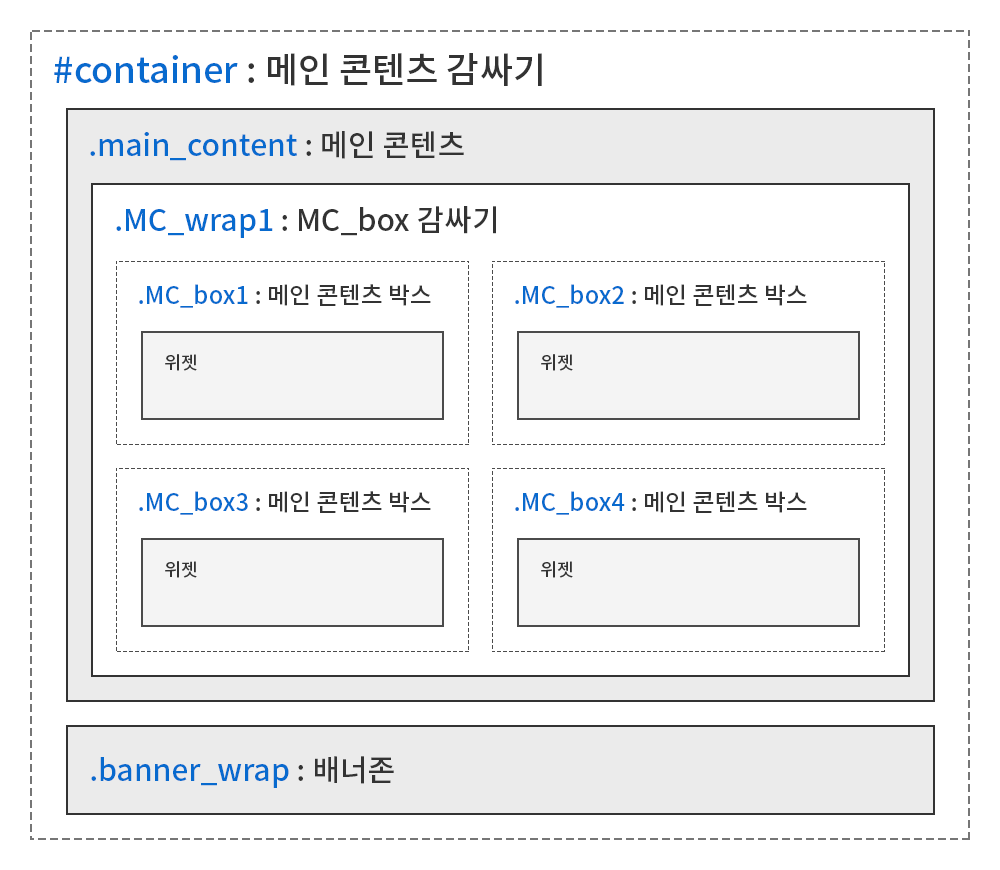 #container : 메인 콘텐츠 감싸기
.main_content : 메인 콘텐츠
.MC_wrap1 : MC_box 감싸기
.MC_box1 : 메인 콘텐츠 박스
위젯
.MC_box2 : 메인 콘텐츠 박스
위젯
.MC_box3 : 메인 콘텐츠 박스
위젯
.MC_box4 : 메인 콘텐츠 박스
위젯
.banner_wrap : 배너존